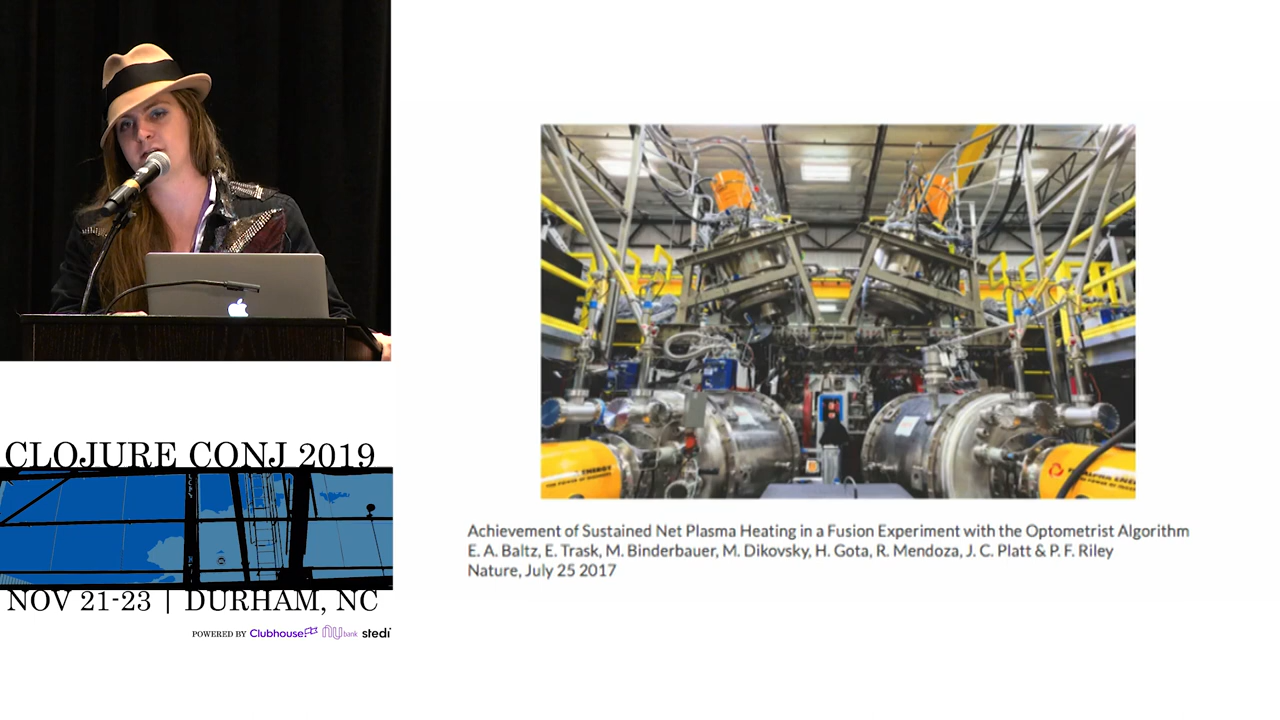 CLOJURE CONJ 2019
NOV 21-23 | DURHAM, NC
POWERED BY Clubhouse nu bank stedi
Achievement of Sustained Net Plasma Heating in a Fusion Experiment with the Optometrist Algorithm
E. A. Baltz, E. Trask, M. Binderbauer, M. Dikovsky, H. Gota, R. Mendoza, J. C. Platt & P. F. Riley
Nature, July 25 2017